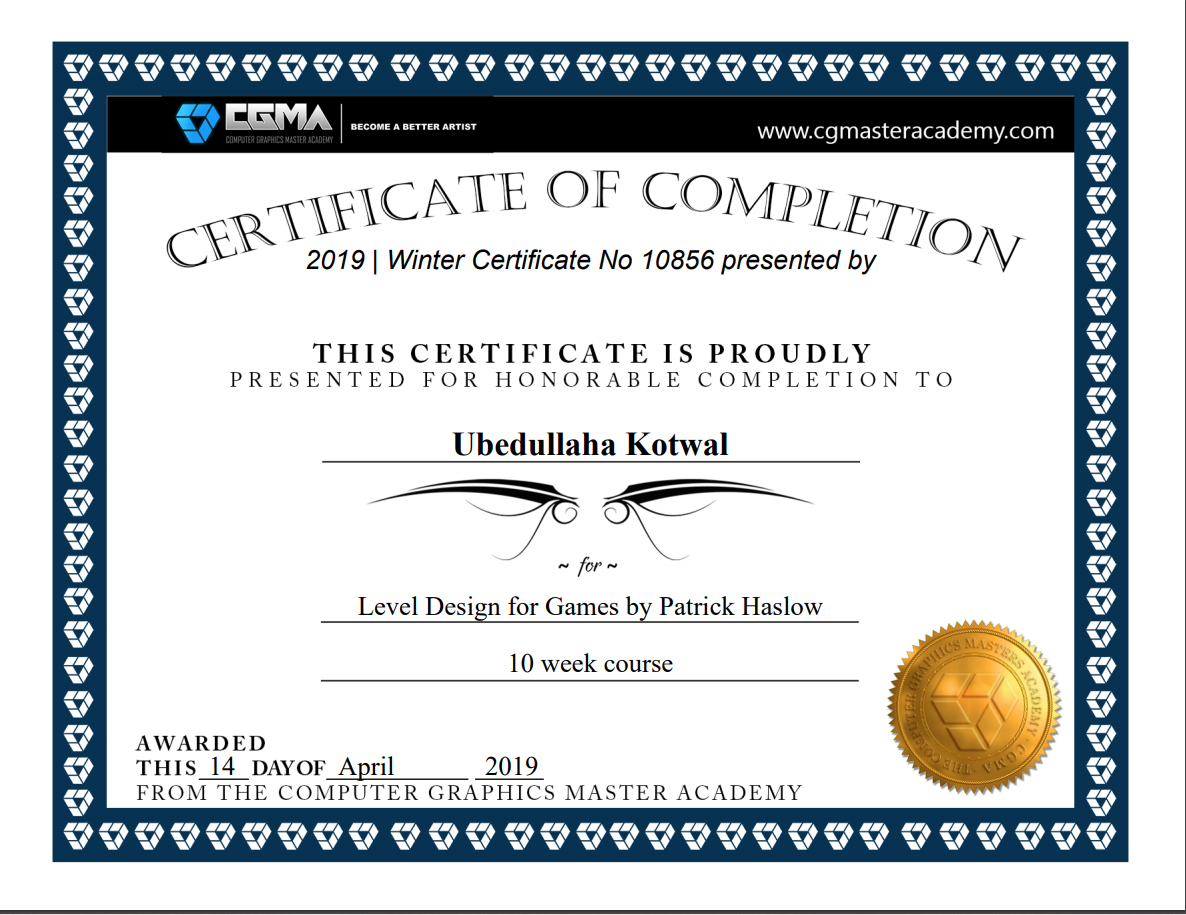 CGMA
COMPUTER GRAPHICS MASTER ACADEMY
BECOME A BETTER ARTIST
www.cgmasteracademy.com
CERTIFICATE OF COMPLETION
2019 | Winter Certificate No 10856 presented by
THIS CERTIFICATE IS PROUDLY
PRESENTED FOR HONORABLE COMPLETION TO
Ubedullaha Kotwal
~ for ~
Level Design for Games by Patrick Haslow
10 week course
THE COMPUTER GRAPHICS MASTERS ACADEMY - CGMA -
AWARDED
THIS 14 DAY OF April 2019
FROM THE COMPUTER GRAPHICS MASTER ACADEMY